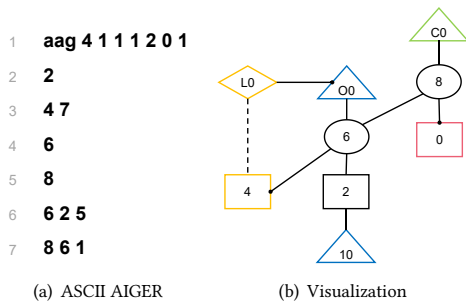 1 aag 4 1 1 1 2 0 1
2 2
3 4 7
4 6
5 8
6 6 2 5
7 8 6 1
(a) ASCII AIGER
C0
L0
O0
8
6
0
4
2
10
(b) Visualization